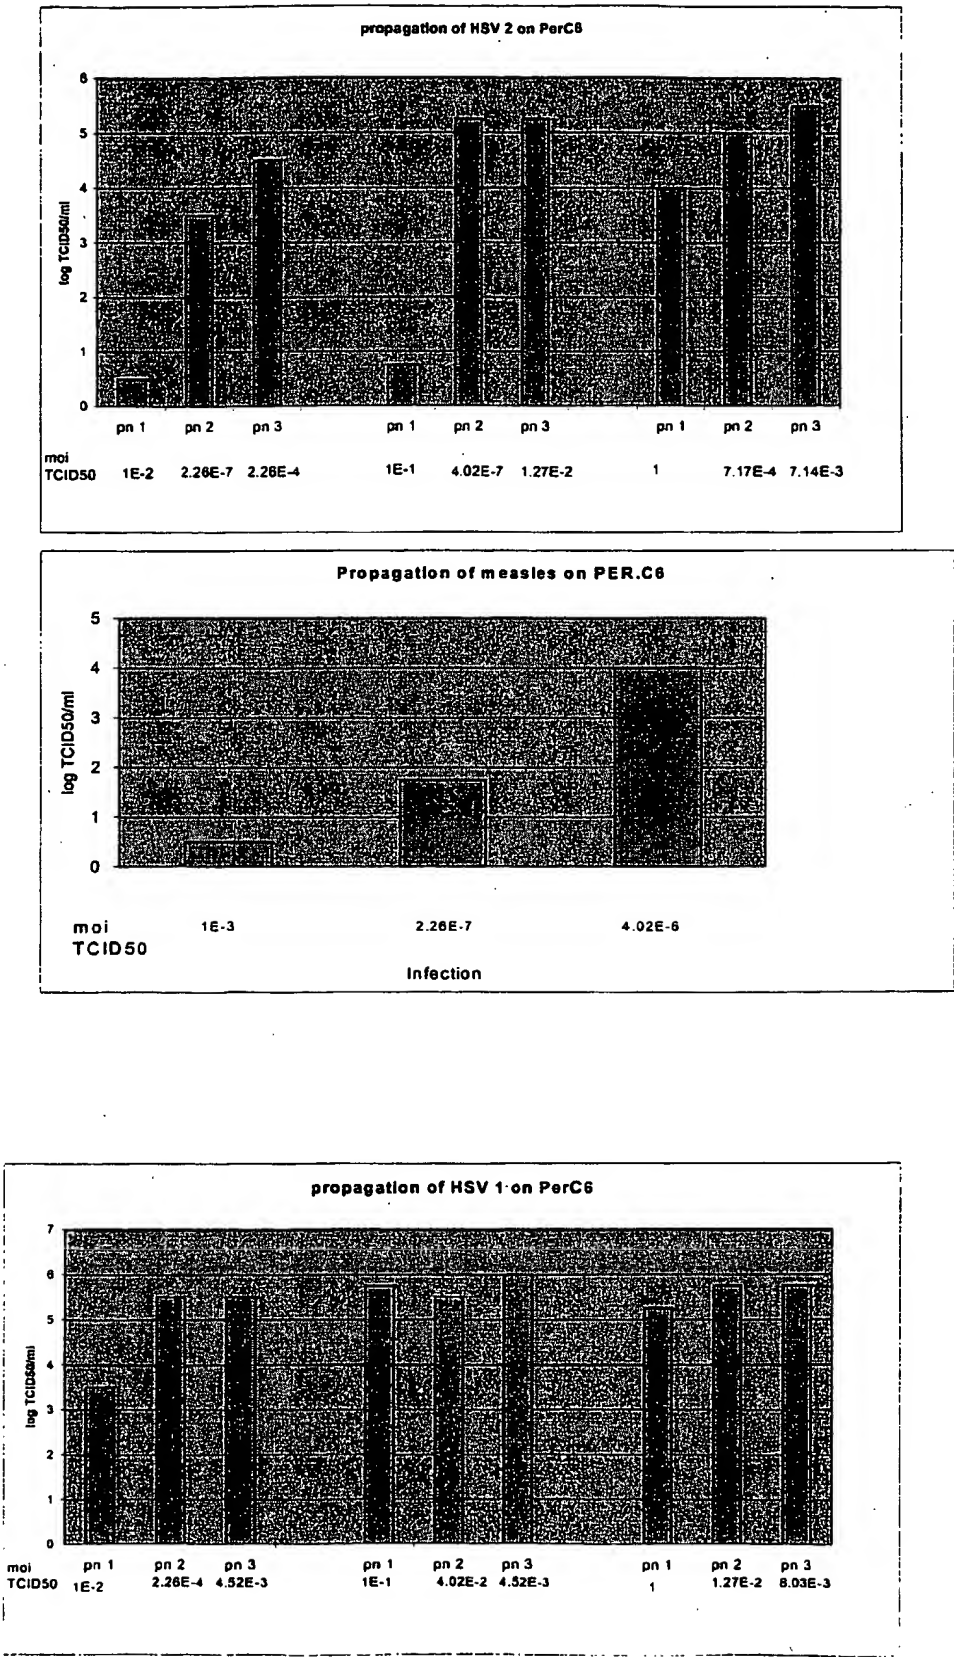 propagation of HSV 2 on PerC6
6
5
4
3
2
1
0
log TCID50/ml
pn 1 pn 2 pn 3 pn 1 pn 2 pn 3 pn 1 pn 2 pn 3
moi
TCID50 1E-2 2.26E-7 2.26E-4 1E-1 4.02E-7 1.27E-2 1 7.17E-4 7.14E-3
Propagation of measles on PER.C6
5
4
3
2
1
0
log TCID50/ml
moi 1E-3 2.26E-7 4.02E-6
TCID50
Infection
propagation of HSV 1 on PerC6
7
6
5
4
3
2
1
0
log TCID50/ml
moi pn 1 pn 2 pn 3 pn 1 pn 2 pn 3 pn 1 pn 2 pn 3
TCID50 1E-2 2.26E-4 4.52E-3 1E-1 4.02E-2 4.52E-3 1 1.27E-2 8.03E-3